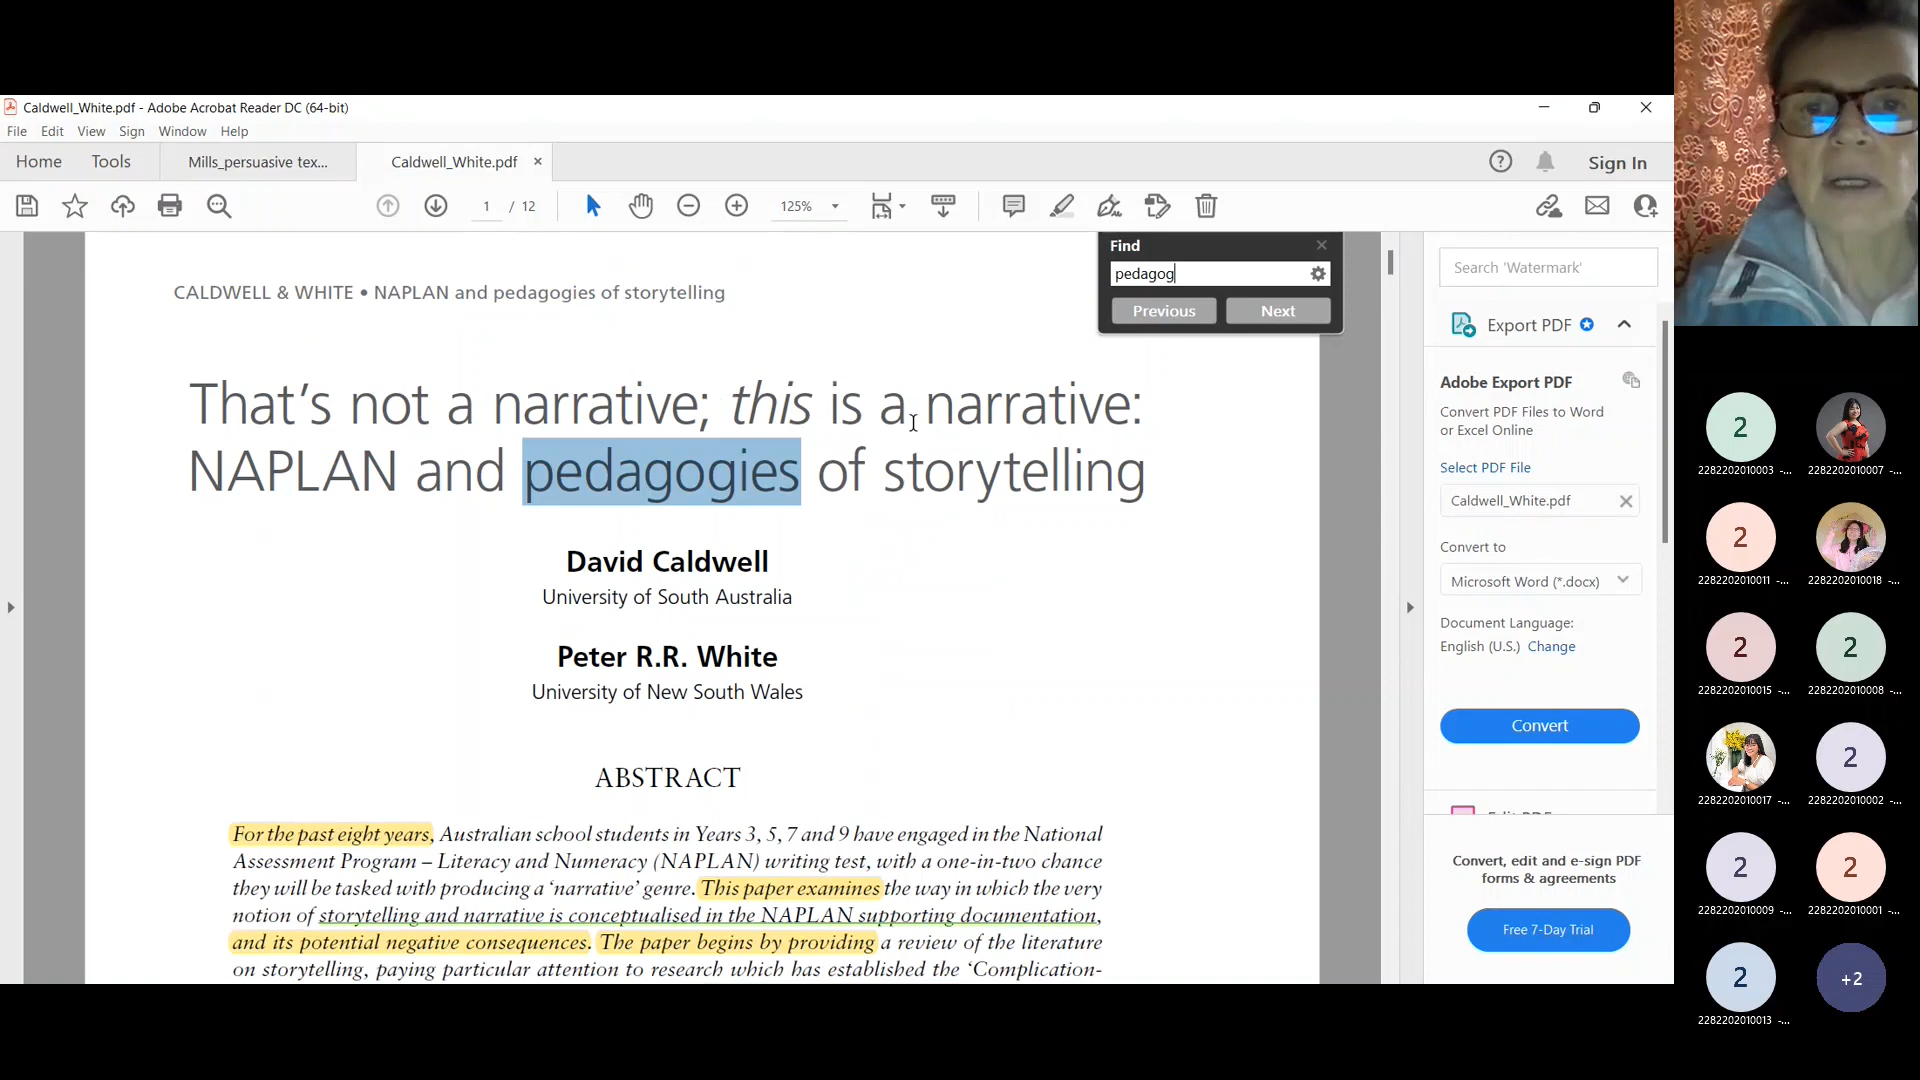 Caldwell_White.pdf - Adobe Acrobat Reader DC (64-bit)
File Edit View Sign Window Help
Home Tools Mills_persuasive tex... Caldwell_White.pdf Sign In
1 / 12 125%
Find
pedagog
Previous Next
CALDWELL & WHITE • NAPLAN and pedagogies of storytelling
That's not a narrative; this is a narrative:
NAPLAN and pedagogies of storytelling
David Caldwell
University of South Australia
Peter R.R. White
University of New South Wales
ABSTRACT
For the past eight years, Australian school students in Years 3, 5, 7 and 9 have engaged in the National
Assessment Program – Literacy and Numeracy (NAPLAN) writing test, with a one-in-two chance
they will be tasked with producing a ‘narrative’ genre. This paper examines the way in which the very
notion of storytelling and narrative is conceptualised in the NAPLAN supporting documentation,
and its potential negative consequences. The paper begins by providing a review of the literature
on storytelling, paying particular attention to research which has established the ‘Complication-
Search 'Watermark'
Export PDF
Adobe Export PDF
Convert PDF Files to Word
or Excel Online
Select PDF File
Caldwell_White.pdf
Convert to
Microsoft Word (*.docx)
Document Language:
English (U.S.) Change
Convert
Convert, edit and e-sign PDF
forms & agreements
Free 7-Day Trial
2
2282202010003 -... 2282202010007 -...
2
2282202010011 -... 2282202010018 -...
2 2
2282202010015 -... 2282202010008 -...
2
2282202010017 -... 2282202010002 -...
2 2
2282202010009 -... 2282202010001 -...
2 +2
2282202010013 -...